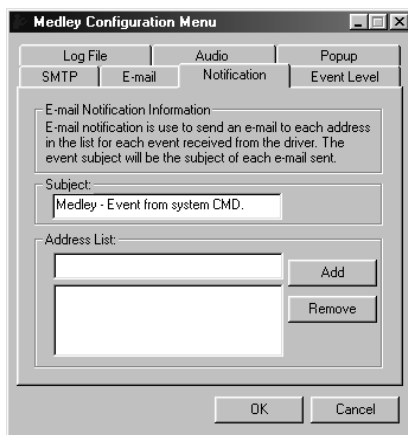 Medley Configuration Menu
Log File Audio Popup
SMTP E-mail Notification Event Level
E-mail Notification Information
E-mail notification is use to send an e-mail to each address
in the list for each event received from the driver. The
event subject will be the subject of each e-mail sent.
Subject:
Medley - Event from system CMD.
Address List:
Add
Remove
OK Cancel